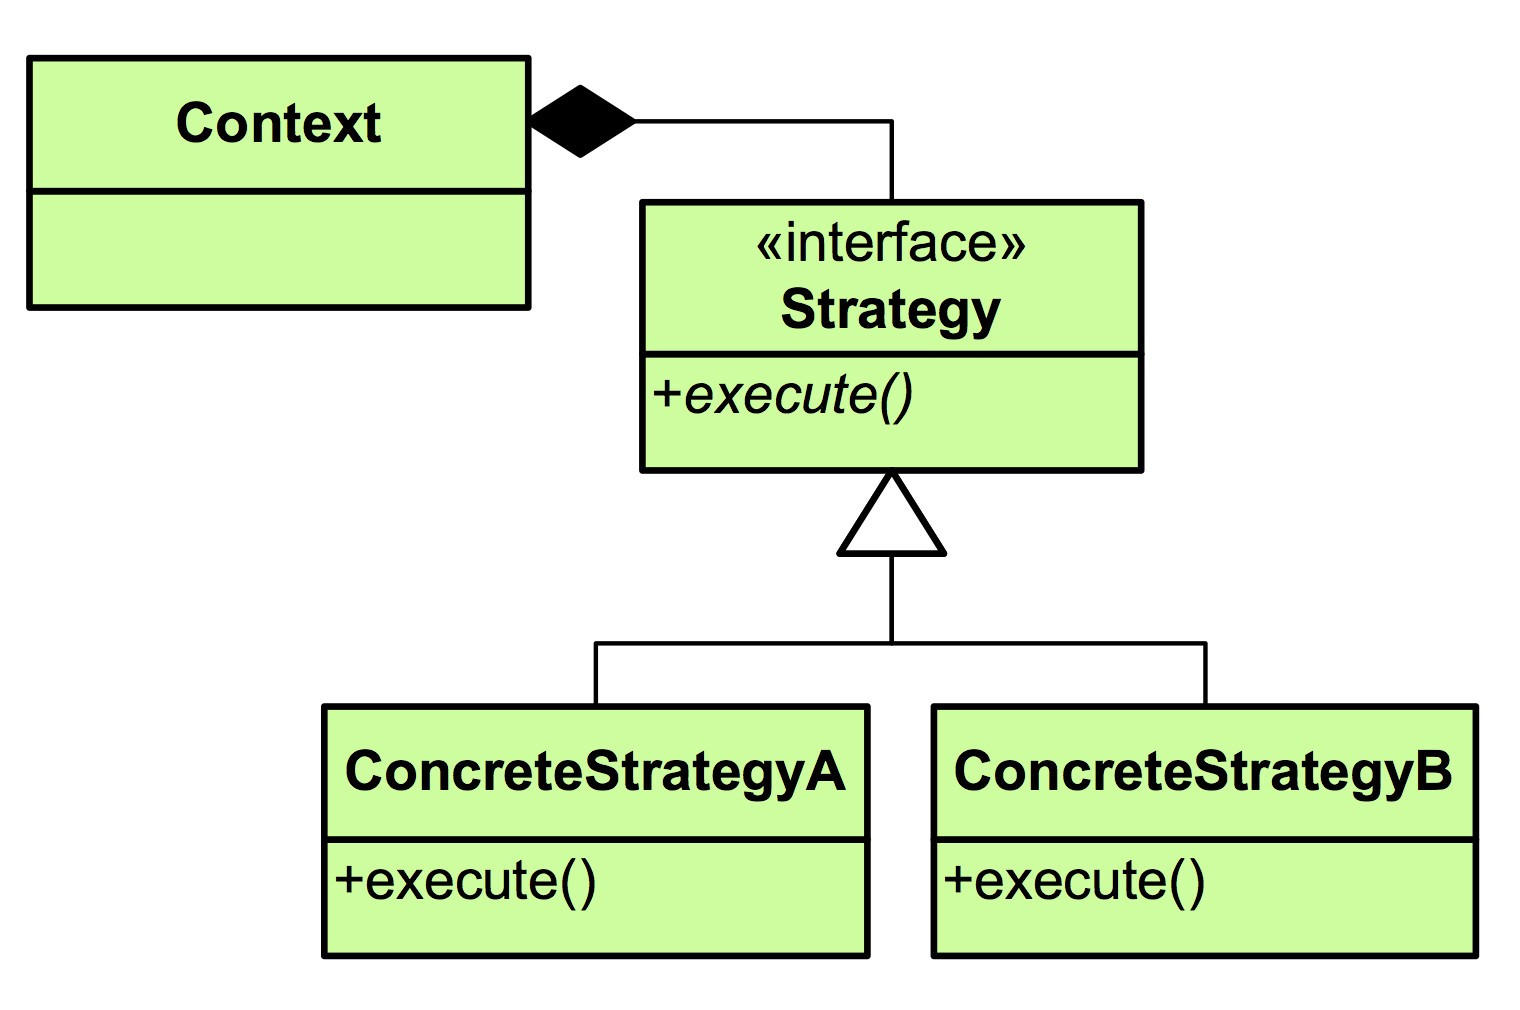 Context
«interface»
Strategy
+execute()
ConcreteStrategyA
+execute()
ConcreteStrategyB
+execute()